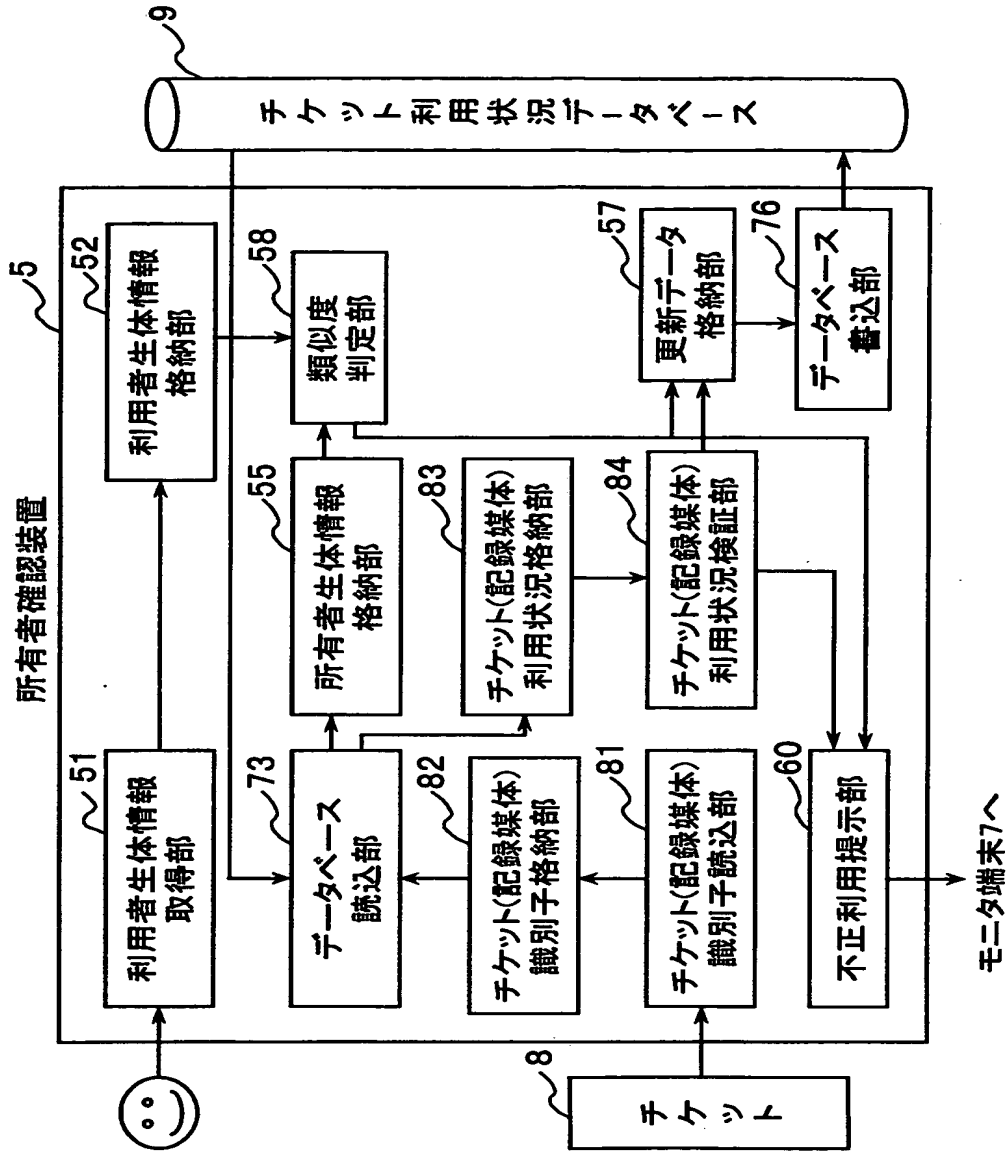 所有者確認装置
5
51
利用者生体情報
取得部
52
利用者生体情報
格納部
73
データベース
読込部
55
所有者生体情報
格納部
58
類似度
判定部
82
チケット(記録媒体)
識別子格納部
83
チケット(記録媒体)
利用状況格納部
81
チケット(記録媒体)
識別子読込部
84
チケット(記録媒体)
利用状況検証部
57
更新データ
格納部
60
不正利用提示部
76
データベース
書込部
8
チケット
9
チケット利用状況データベース
モニタ端末7へ